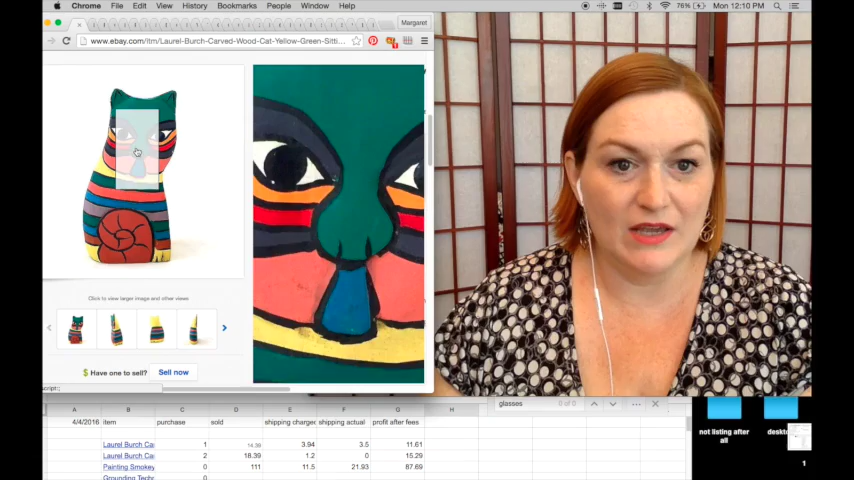 Chrome File Edit View History Bookmarks People Window Help 76% Mon 12:10 PM
Margaret
www.ebay.com/itm/Laurel-Burch-Carved-Wood-Cat-Yellow-Green-Sitti...
Click to view larger image and other views
$ Have one to sell? Sell now
script:;
glasses 0 of 0
A B C D E F G H
4/4/2016 item purchase sold shipping charged shipping actual profit after fees
Laurel Burch Ca 1 14.39 3.94 3.5 11.61
Laurel Burch Ca 2 18.39 1.2 0 15.29
Painting Smokey 0 111 11.5 21.93 87.69
Grounding Techn 0
not listing after
all
deskt
1